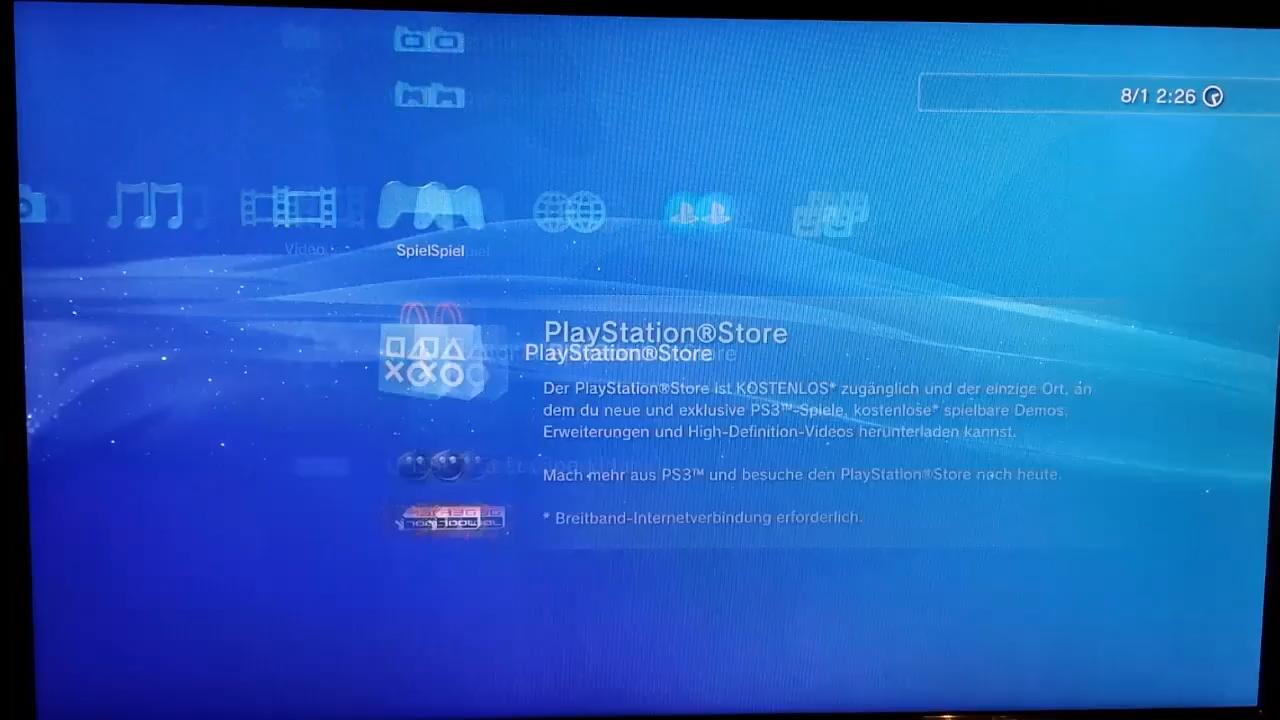 8/1 2:26
Video
SpielSpiel
PlayStation®Store
PlayStation®Store
Der PlayStation®Store ist KOSTENLOS* zugänglich und der einzige Ort, an
dem du neue und exklusive PS3™-Spiele, kostenlose* spielbare Demos,
Erweiterungen und High-Definition-Videos herunterladen kannst.
Mach mehr aus PS3™ und besuche den PlayStation®Store noch heute.
* Breitband-Internetverbindung erforderlich.